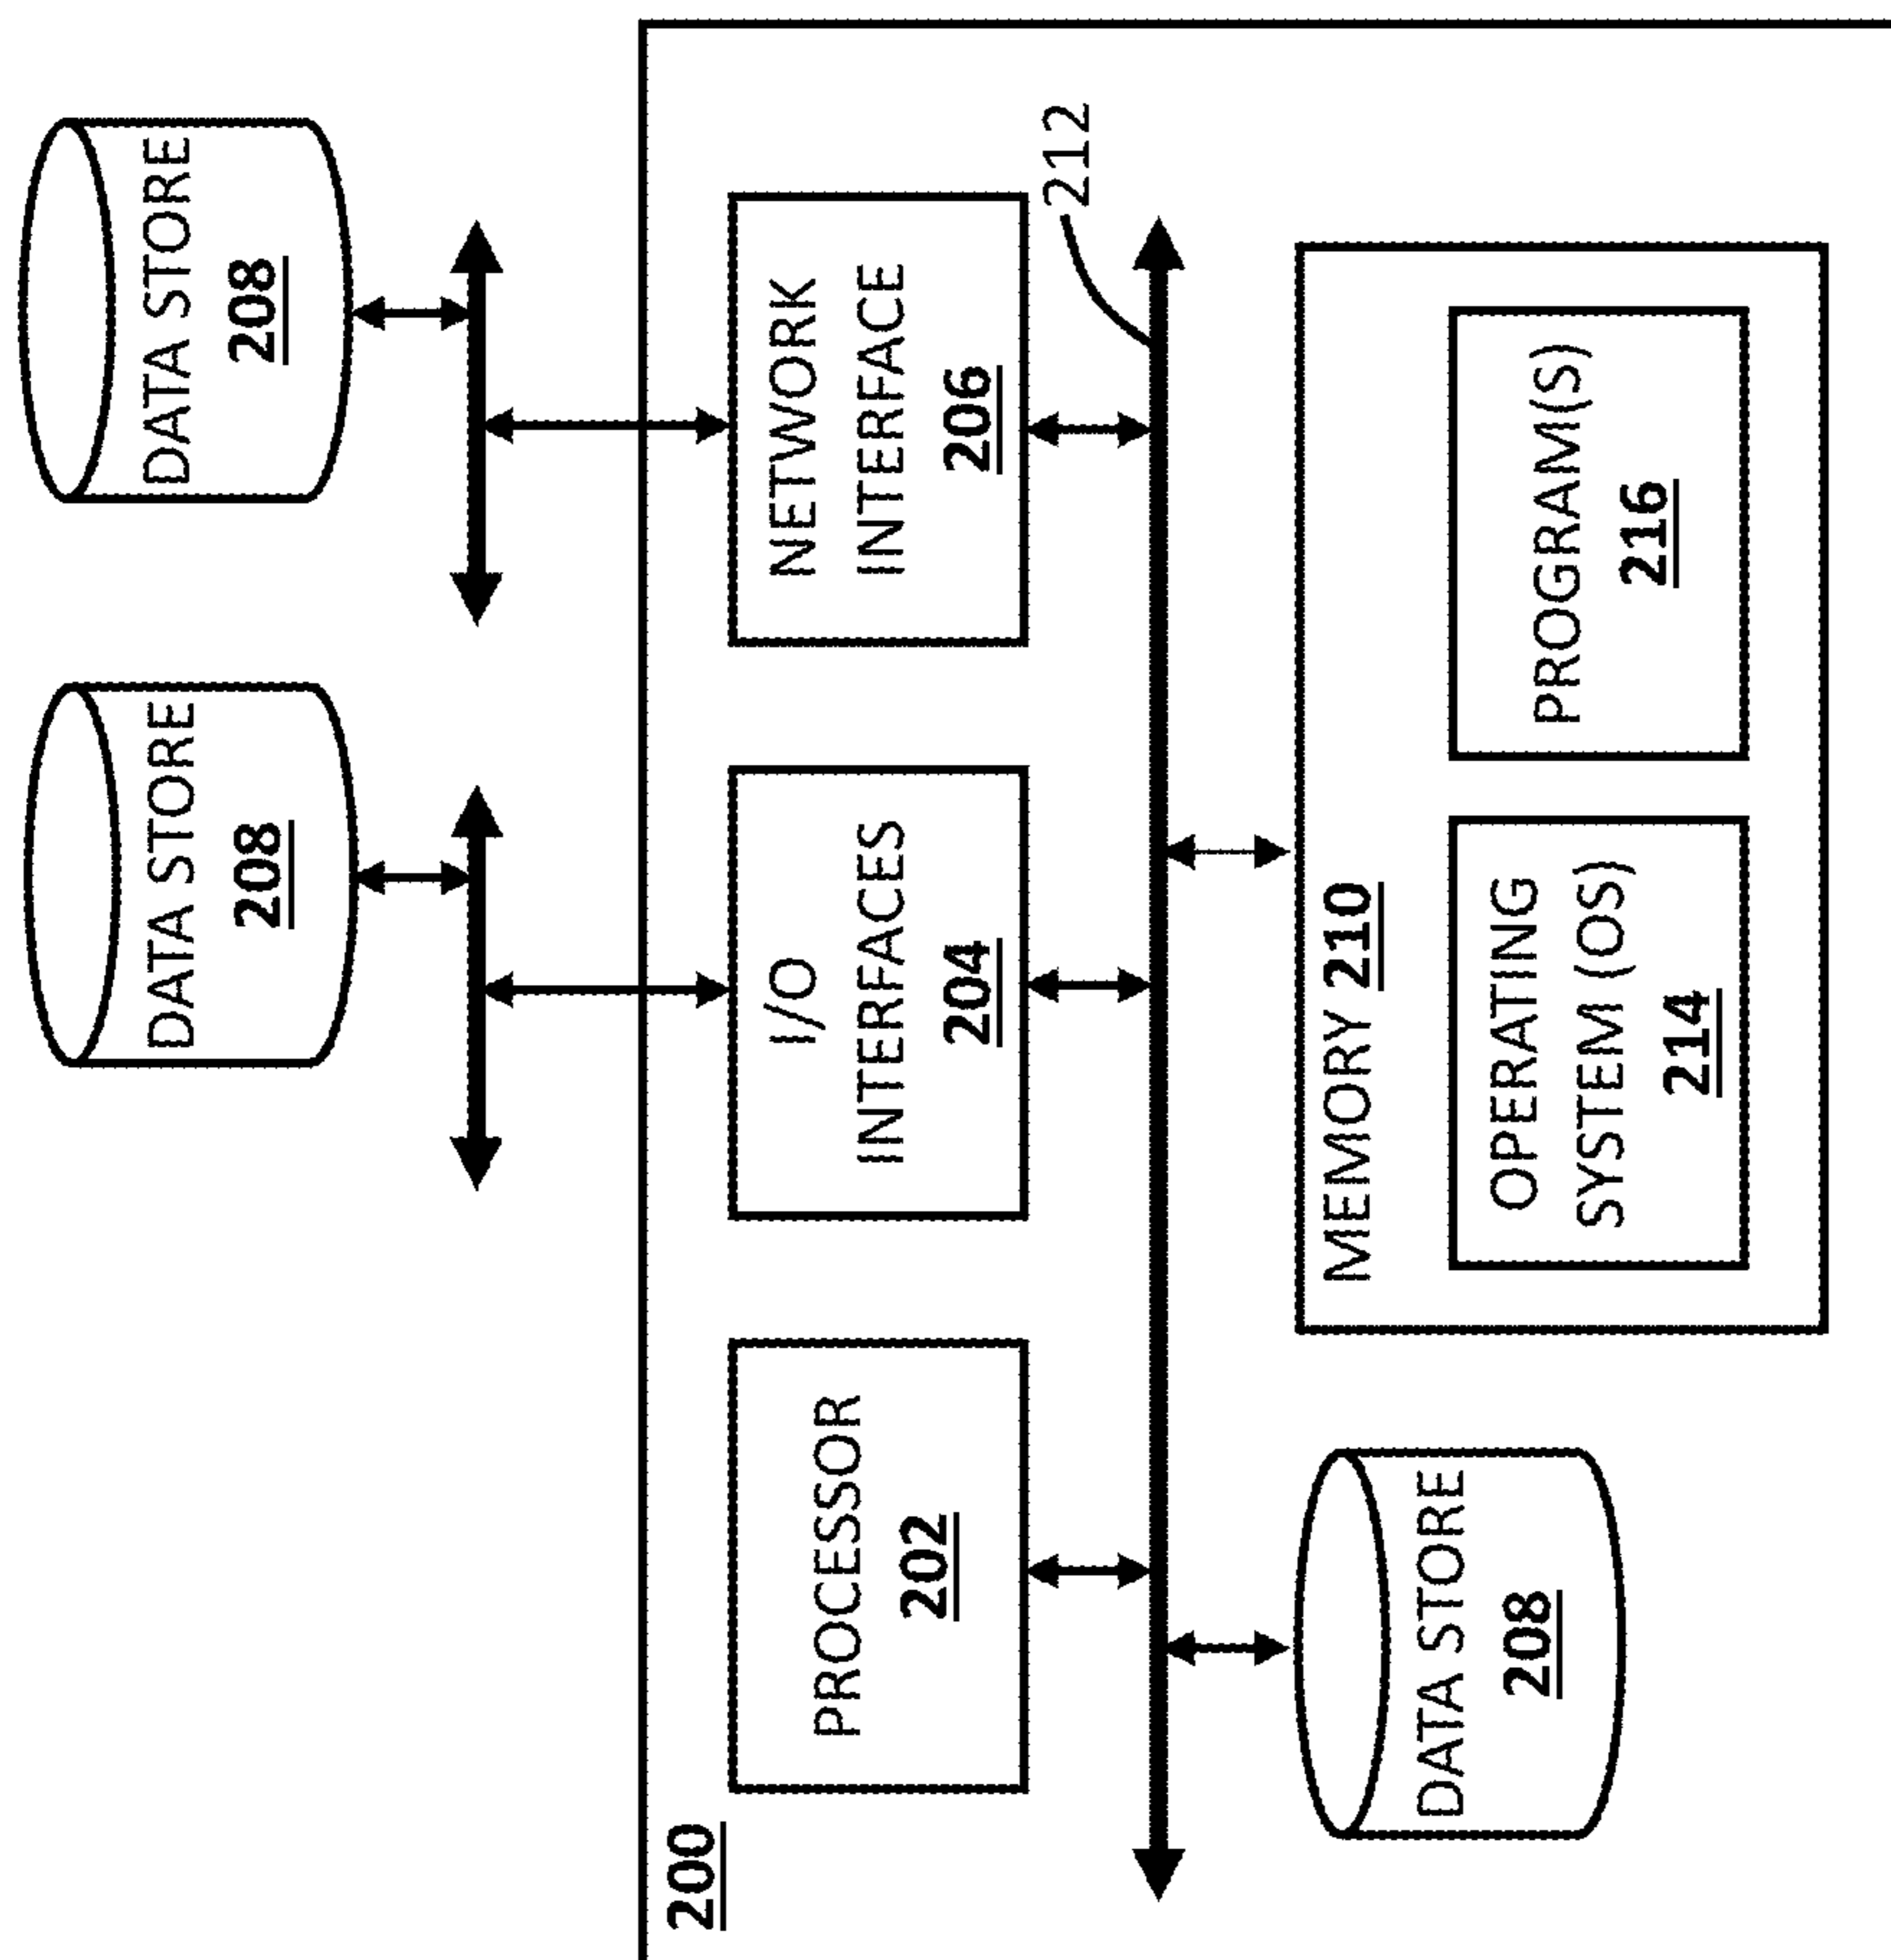 DATA STORE
208
DATA STORE
208
200
PROCESSOR
202
I/O
INTERFACES
204
NETWORK
INTERFACE
206
212
DATA STORE
208
MEMORY 210
OPERATING
SYSTEM (OS)
214
PROGRAM(S)
216